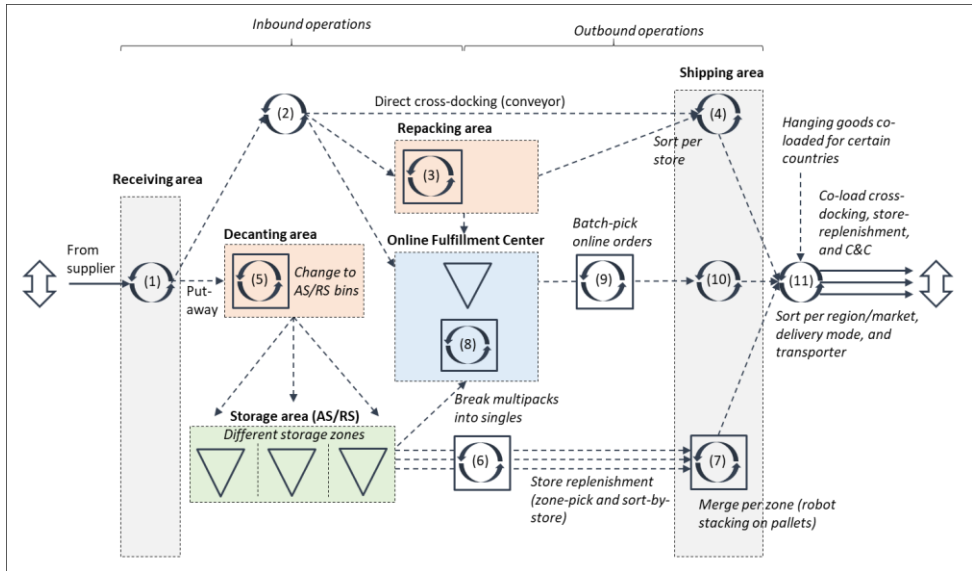 Inbound operations
Outbound operations
Shipping area
(2)
Direct cross-docking (conveyor)
(4)
Hanging goods co-
loaded for certain
countries
Repacking area
Sort per
store
(3)
Receiving area
Co-load cross-
docking, store-
replenishment,
and C&C
Decanting area
Online Fulfillment Center
Batch-pick
online orders
From
supplier
(1)
Put-
away
(5)
Change to
AS/RS bins
(9)
(10)
(11)
Sort per region/market,
delivery mode, and
transporter
(8)
Break multipacks
into singles
Storage area (AS/RS)
Different storage zones
(6)
(7)
Store replenishment
(zone-pick and sort-by-
store)
Merge per zone (robot
stacking on pallets)